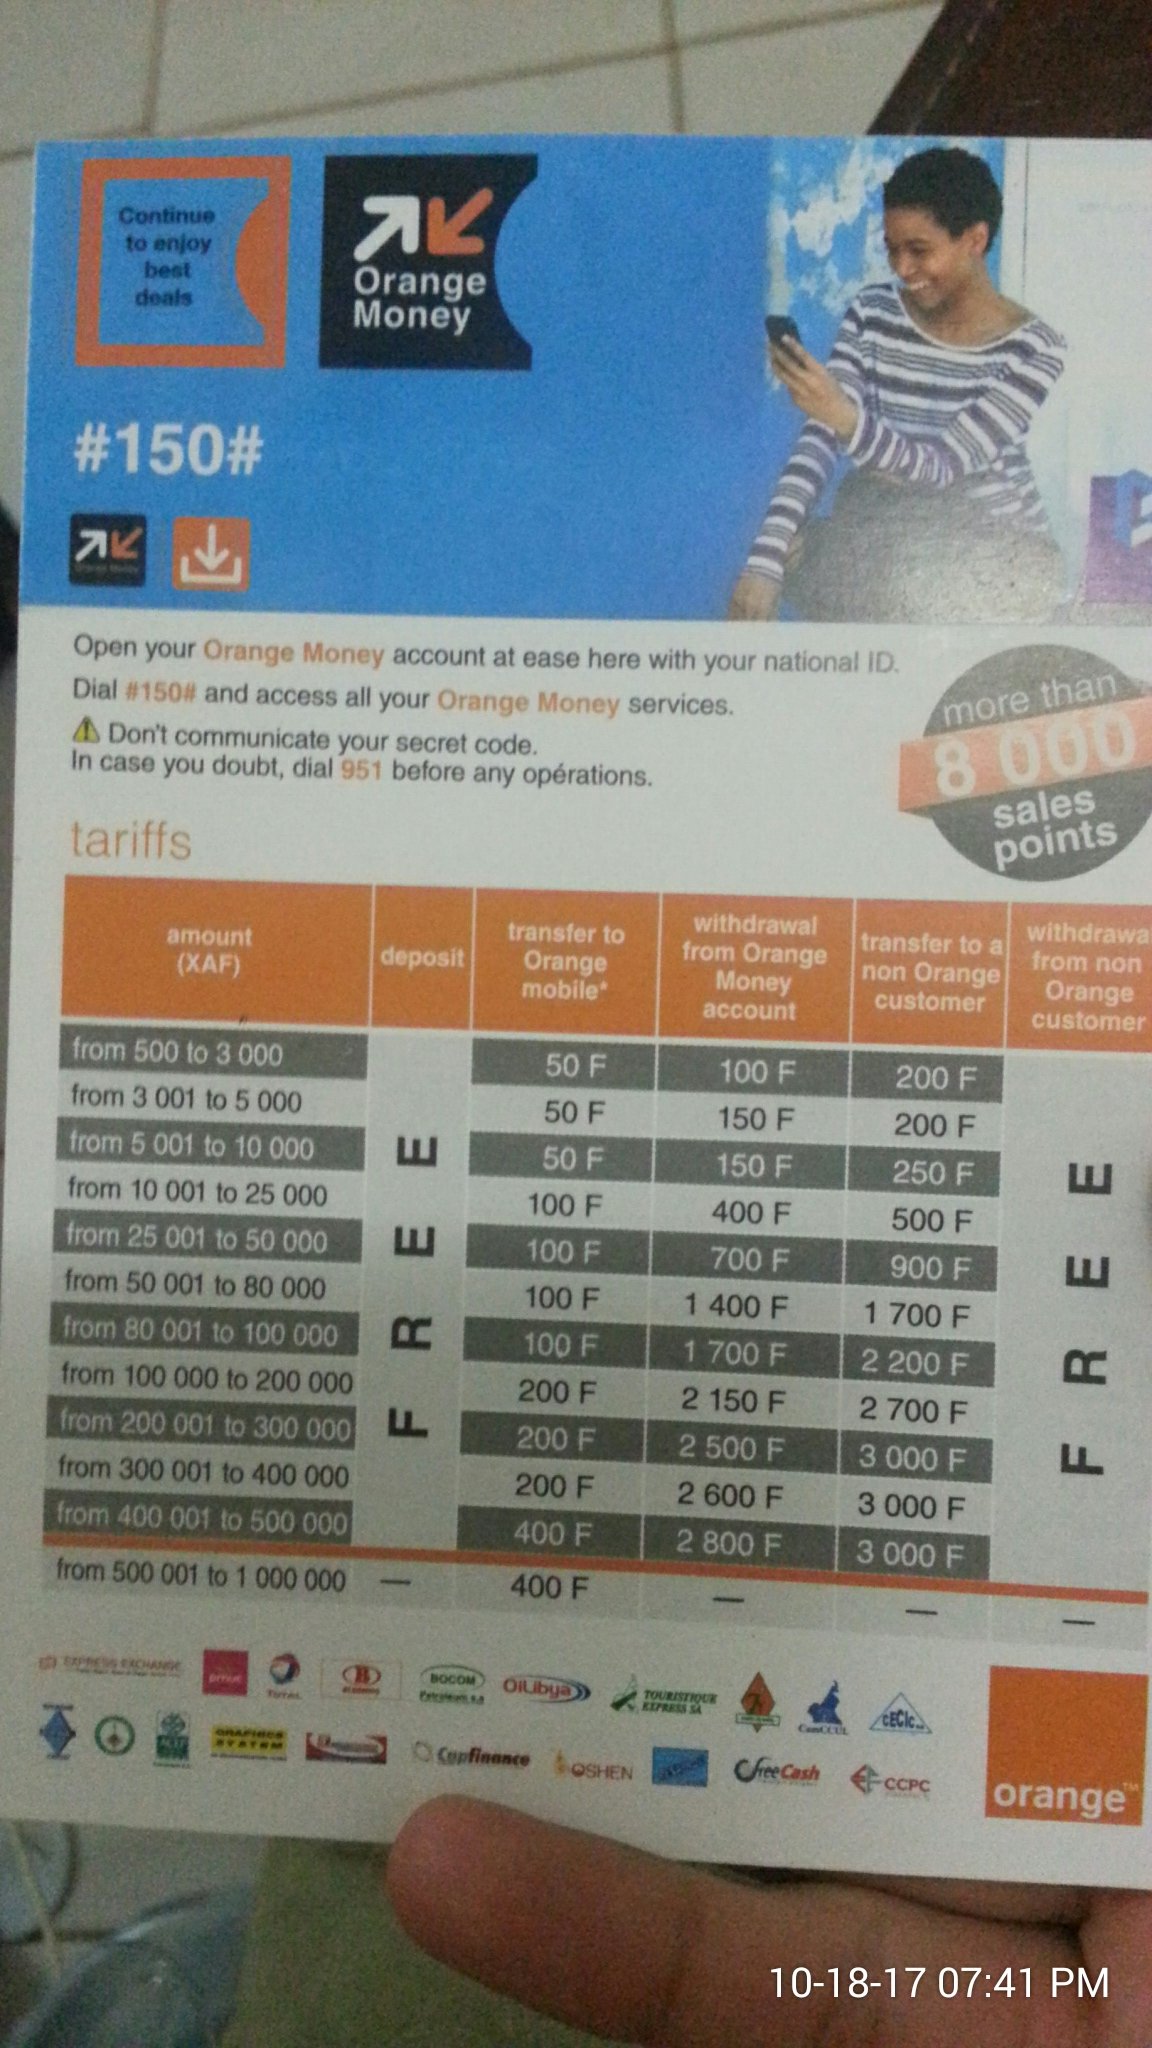 Continue
to enjoy
best
deals
Orange
Money
#150#
Open your Orange Money account at ease here with your national ID.
Dial #150# and access all your Orange Money services.
Don't communicate your secret code.
In case you doubt, dial 951 before any opérations.
more than
8 000
sales
points
tariffs
amount (XAF) deposit transfer to Orange mobile* withdrawal from Orange Money account transfer to a non Orange customer withdrawal from non Orange customer
from 500 to 3 000 50 F 100 F 200 F
from 3 001 to 5 000 50 F 150 F 200 F
from 5 001 to 10 000 50 F 150 F 250 F
from 10 001 to 25 000 100 F 400 F 500 F
from 25 001 to 50 000 100 F 700 F 900 F
from 50 001 to 80 000 100 F 1 400 F 1 700 F
from 80 001 to 100 000 100 F 1 700 F 2 200 F
from 100 000 to 200 000 200 F 2 150 F 2 700 F
from 200 001 to 300 000 200 F 2 500 F 3 000 F
from 300 001 to 400 000 200 F 2 600 F 3 000 F
from 400 001 to 500 000 400 F 2 800 F 3 000 F
FREE
FREE
from 500 001 to 1 000 000 — 400 F — — —
EXPRESS EXCHANGE
TOTAL
BOCOM
Petroleum s.a
OiLibya
TOURISTIQUE
EXPRESS SA
CamCCUL
cECIc
GRAPHICS
SYSTEM
Cupfinance
OSHEN
freeCash
CCPC
orange™
10-18-17 07:41 PM